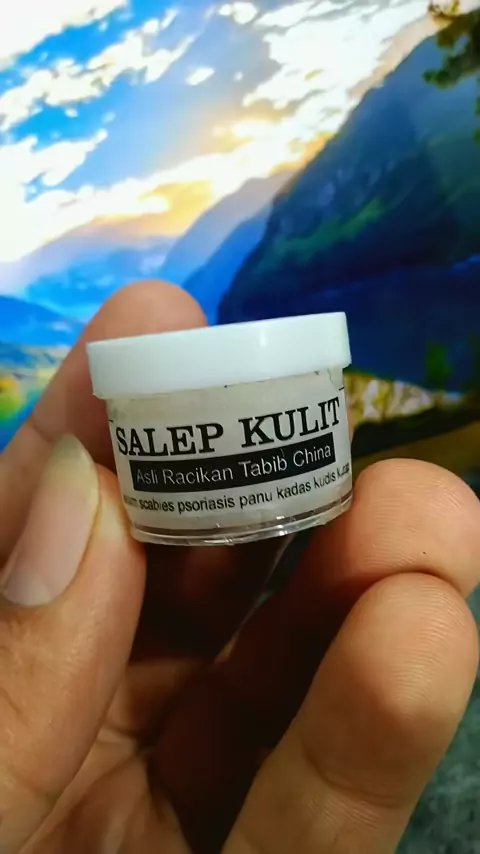 SALEP KULIT
Asli Racikan Tabib China
scabies psoriasis panu kadas kudis